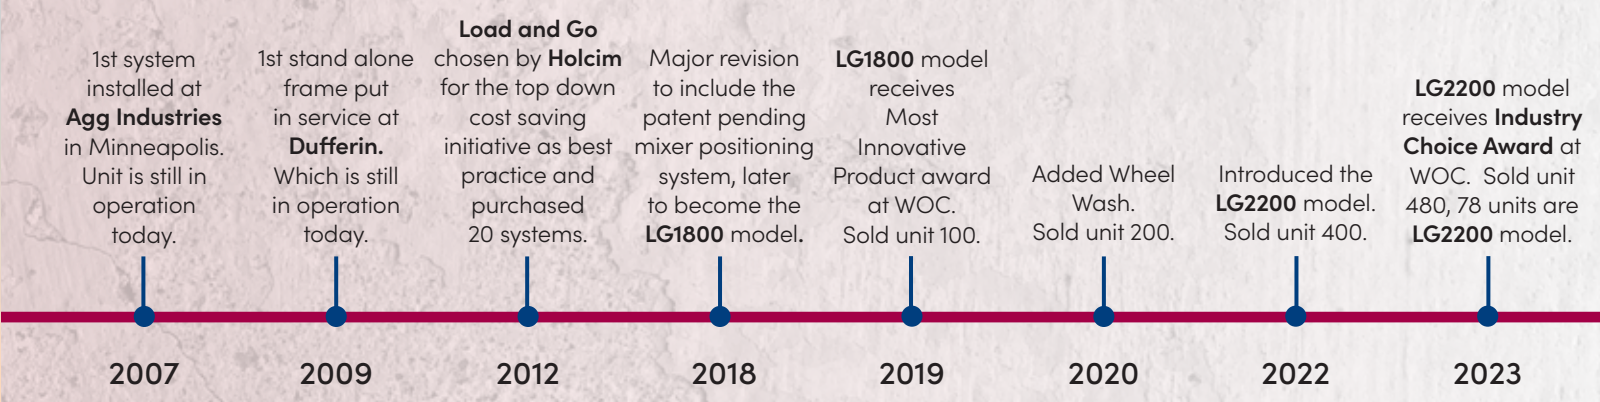 1st system
installed at
Agg Industries
in Minneapolis.
Unit is still in
operation
today.
2007
1st stand alone
frame put
in service at
Dufferin.
Which is still
in operation
today.
2009
Load and Go
chosen by Holcim
for the top down
cost saving
initiative as best
practice and
purchased
20 systems.
2012
Major revision
to include the
patent pending
mixer positioning
system, later
to become the
LG1800 model.
2018
LG1800 model
receives
Most
Innovative
Product award
at WOC.
Sold unit 100.
2019
Added Wheel
Wash.
Sold unit 200.
2020
Introduced the
LG2200 model.
Sold unit 400.
2022
LG2200 model
receives Industry
Choice Award at
WOC. Sold unit
480, 78 units are
LG2200 model.
2023